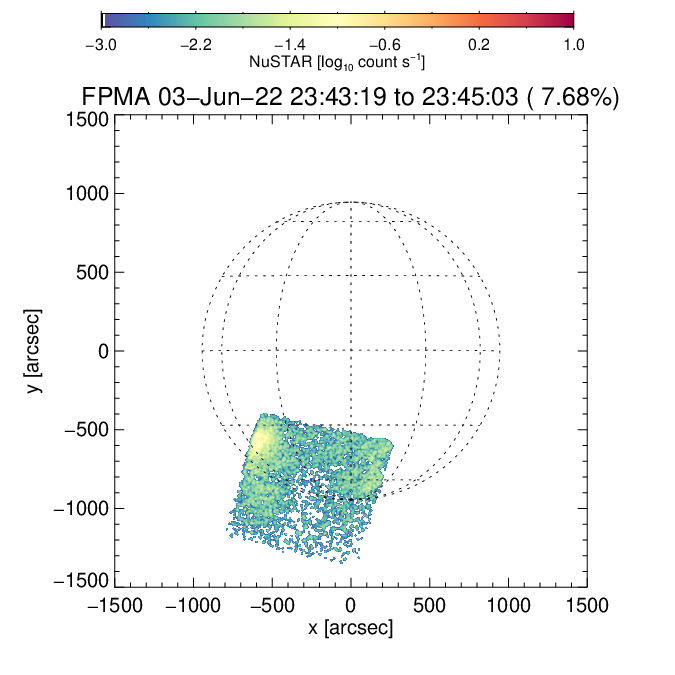 −3.0 −2.2 −1.4 −0.6 0.2 1.0
NuSTAR [log₁₀ count s⁻¹]
FPMA 03−Jun−22 23:43:19 to 23:45:03 ( 7.68%)
1500
1000
500
0
−500
−1000
−1500
y [arcsec]
−1500 −1000 −500 0 500 1000 1500
x [arcsec]